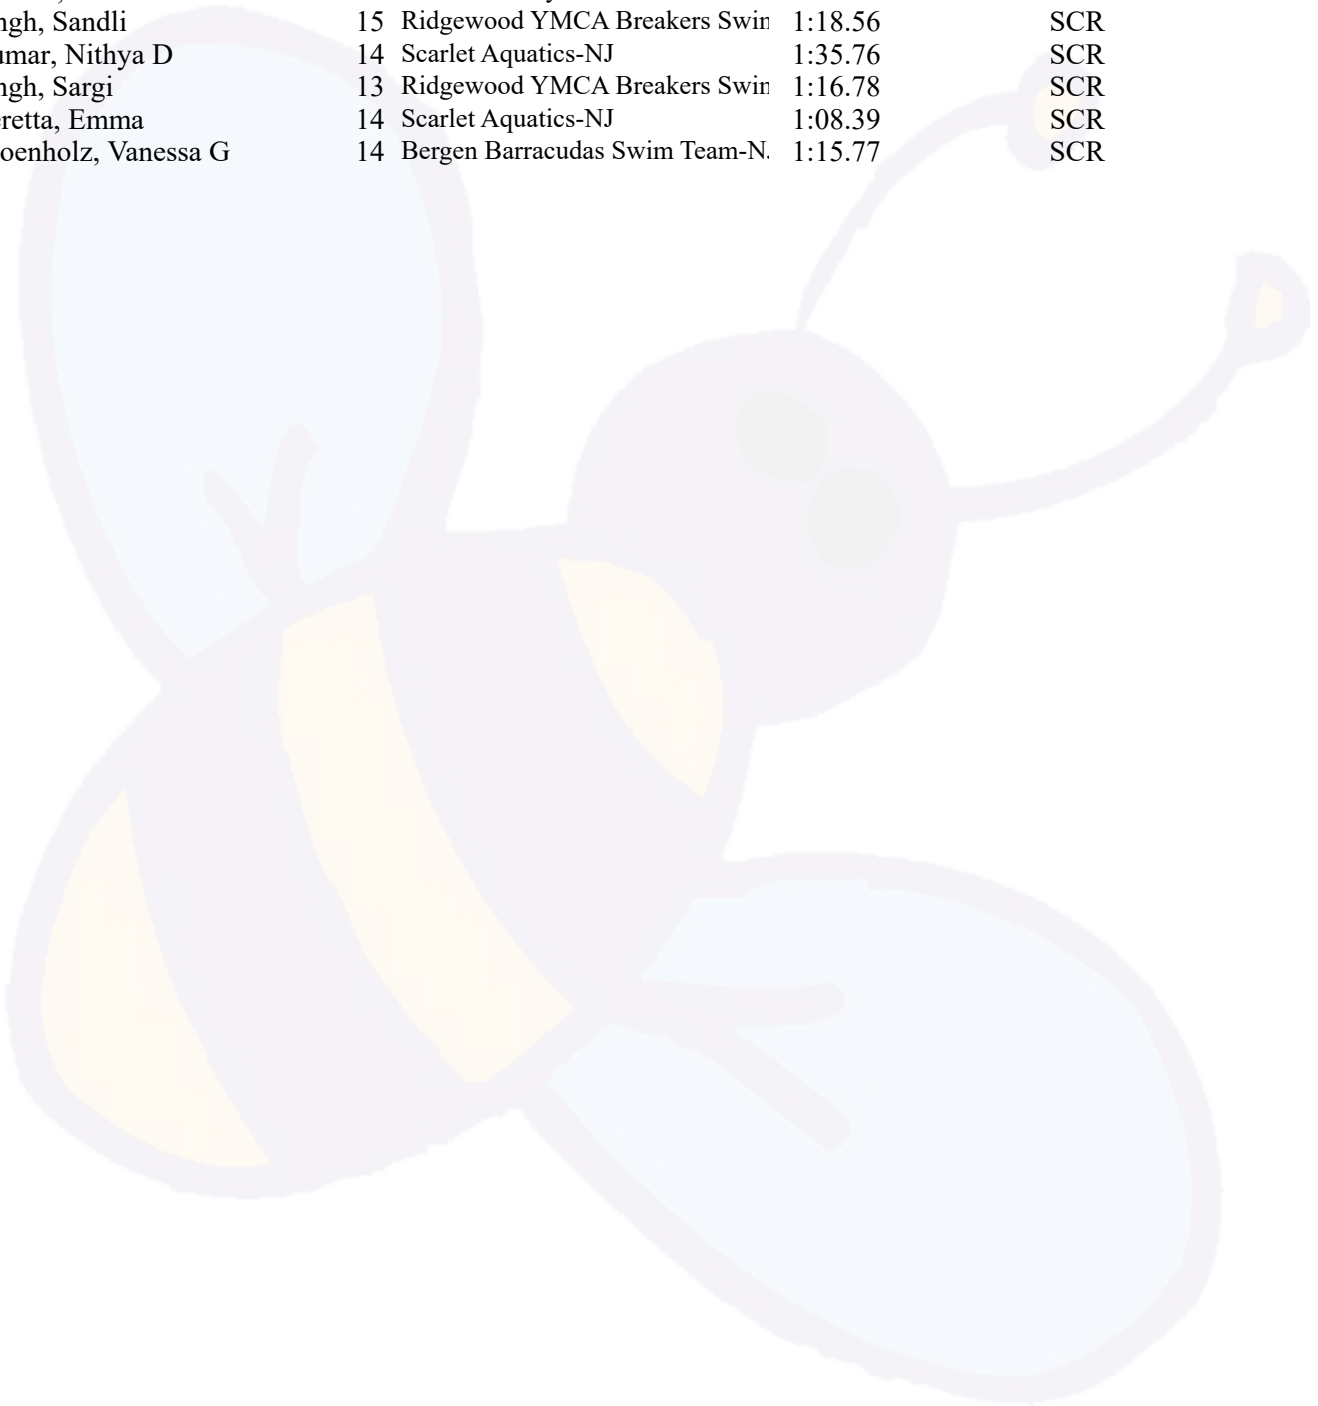 ngh, Sandli 15 Ridgewood YMCA Breakers Swin 1:18.56 SCR
umar, Nithya D 14 Scarlet Aquatics-NJ 1:35.76 SCR
ngh, Sargi 13 Ridgewood YMCA Breakers Swin 1:16.78 SCR
eretta, Emma 14 Scarlet Aquatics-NJ 1:08.39 SCR
oenholz, Vanessa G 14 Bergen Barracudas Swim Team-N. 1:15.77 SCR